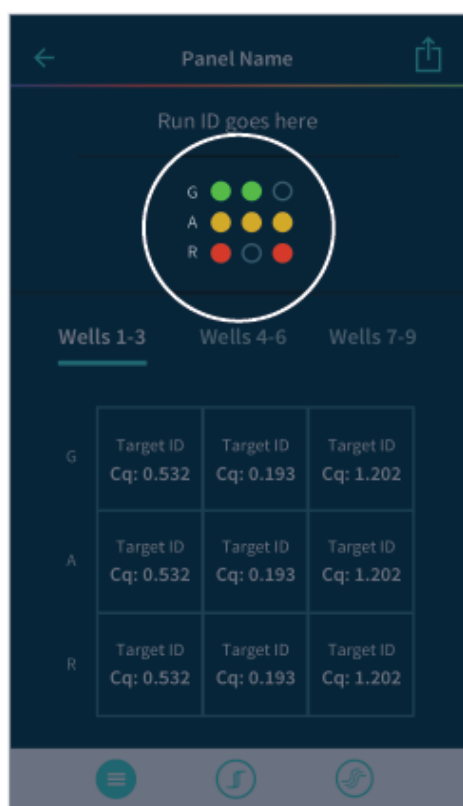 Panel Name
Run ID goes here
G
A
R
Wells 1-3 Wells 4-6 Wells 7-9
G Target ID Target ID Target ID
Cq: 0.532 Cq: 0.193 Cq: 1.202
A Target ID Target ID Target ID
Cq: 0.532 Cq: 0.193 Cq: 1.202
R Target ID Target ID Target ID
Cq: 0.532 Cq: 0.193 Cq: 1.202